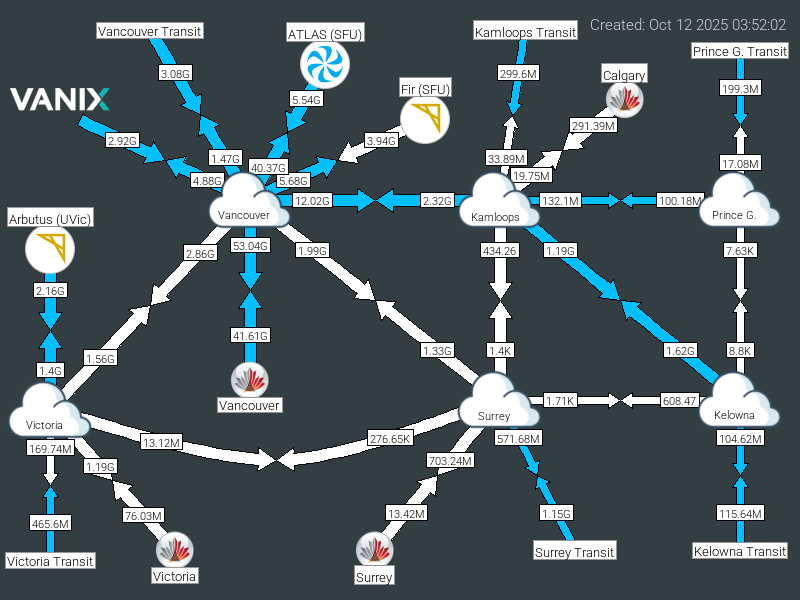 Created: Oct 12 2025 03:52:02
Vancouver Transit
ATLAS (SFU)
Kamloops Transit
Prince G. Transit
3.08G
299.6M
Calgary
199.3M
Fir (SFU)
VANIX
5.54G
291.39M
2.92G
3.94G
1.47G
33.89M
17.08M
40.37G
4.88G
5.68G
19.75M
12.02G
2.32G
132.1M
100.18M
Vancouver
Kamloops
Prince G.
Arbutus (UVic)
2.86G
53.04G
1.99G
434.26
1.19G
7.63K
2.16G
41.61G
1.56G
1.33G
1.4K
1.62G
8.8K
1.4G
Vancouver
1.71K
608.47
Victoria
Surrey
Kelowna
169.74M
13.12M
276.65K
571.68M
104.62M
1.19G
703.24M
465.6M
76.03M
13.42M
1.15G
115.64M
Victoria Transit
Victoria
Surrey
Surrey Transit
Kelowna Transit